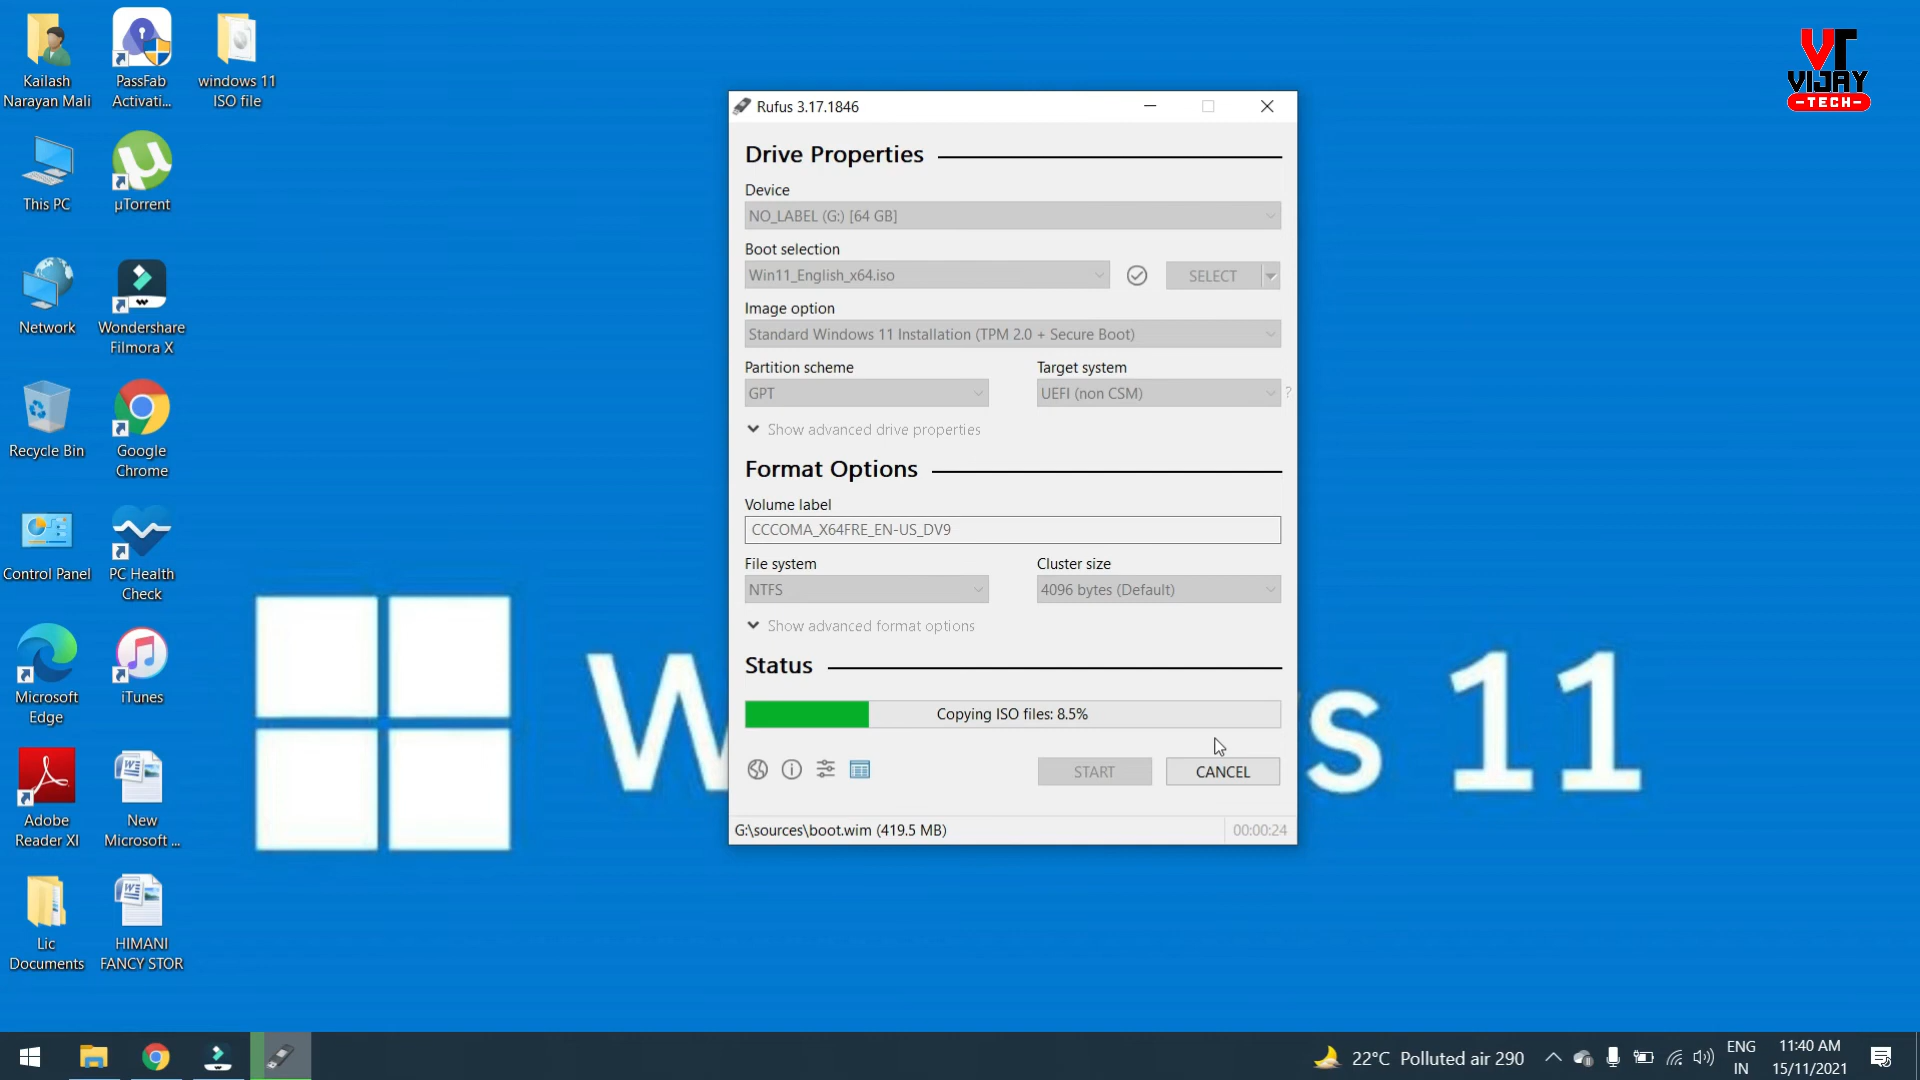 Kailash
Narayan Mali
PassFab
Activati...
windows 11
ISO file
This PC
µTorrent
Network
Wondershare
Filmora X
Recycle Bin
Google
Chrome
Control Panel
PC Health
Check
Microsoft
Edge
iTunes
Adobe
Reader XI
New
Microsoft ...
Lic
Documents
HIMANI
FANCY STOR
VT
VIJAY
-TECH-
Rufus 3.17.1846
Drive Properties
Device
NO_LABEL (G:) [64 GB]
Boot selection
Win11_English_x64.iso
SELECT
Image option
Standard Windows 11 Installation (TPM 2.0 + Secure Boot)
Partition scheme
Target system
GPT
UEFI (non CSM)
?
Show advanced drive properties
Format Options
Volume label
CCCOMA_X64FRE_EN-US_DV9
File system
Cluster size
NTFS
4096 bytes (Default)
Show advanced format options
Status
Copying ISO files: 8.5%
START
CANCEL
G:\sources\boot.wim (419.5 MB)
00:00:24
W
s 11
22°C Polluted air 290
ENG
IN
11:40 AM
15/11/2021